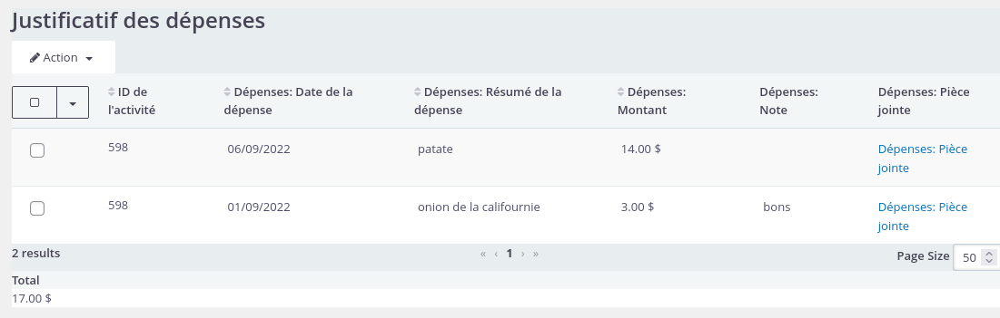 Justificatif des dépenses
Action
ID de l'activité
Dépenses: Date de la dépense
Dépenses: Résumé de la dépense
Dépenses: Montant
Dépenses: Note
Dépenses: Pièce jointe
598 06/09/2022 patate 14.00 $ Dépenses: Pièce jointe
598 01/09/2022 onion de la califournie 3.00 $ bons Dépenses: Pièce jointe
2 results « ‹ 1 › » Page Size 50
Total
17.00 $